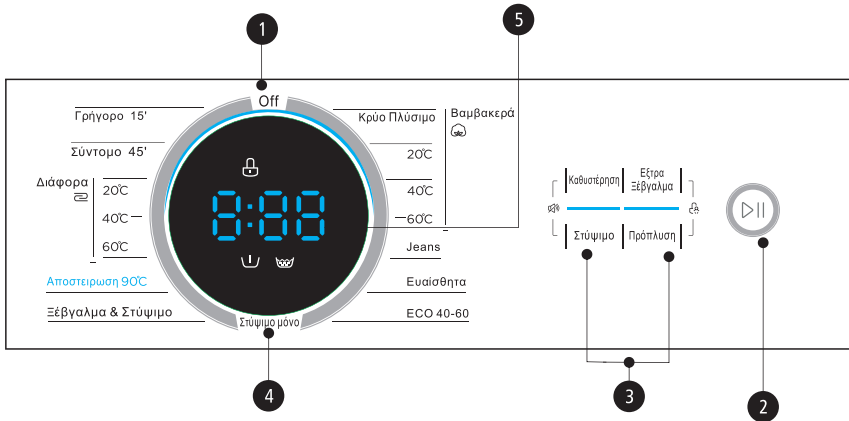 1
5
Off
Γρήγορο 15'
Κρύο Πλύσιμο
Βαμβακερά
Σύντομο 45'
20℃
Διάφορα
20℃
40℃
40℃
60℃
60℃
Jeans
Αποστειρωση 90℃
Ευαίσθητα
Ξέβγαλμα & Στύψιμο
ECO 40-60
Στύψιμο μόνο
8:88
Καθυστέρηση
Εξτρα
Ξέβγαλμα
Στύψιμο
Πρόπλυση
4
3
2